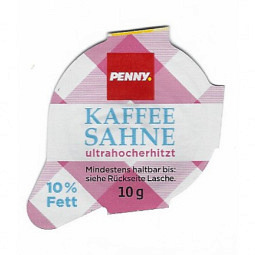 PENNY.
KAFFEE
SAHNE
ultrahocherhitzt
Mindestens haltbar bis:
siehe Rückseite Lasche.
10 g
10%
Fett